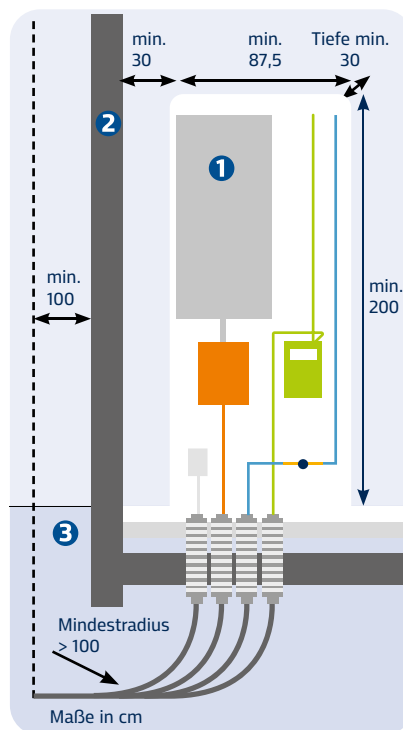 min.
30
min.
87,5
Tiefe min.
30
2
1
min.
100
min.
200
3
Mindestradius
> 100
Maße in cm